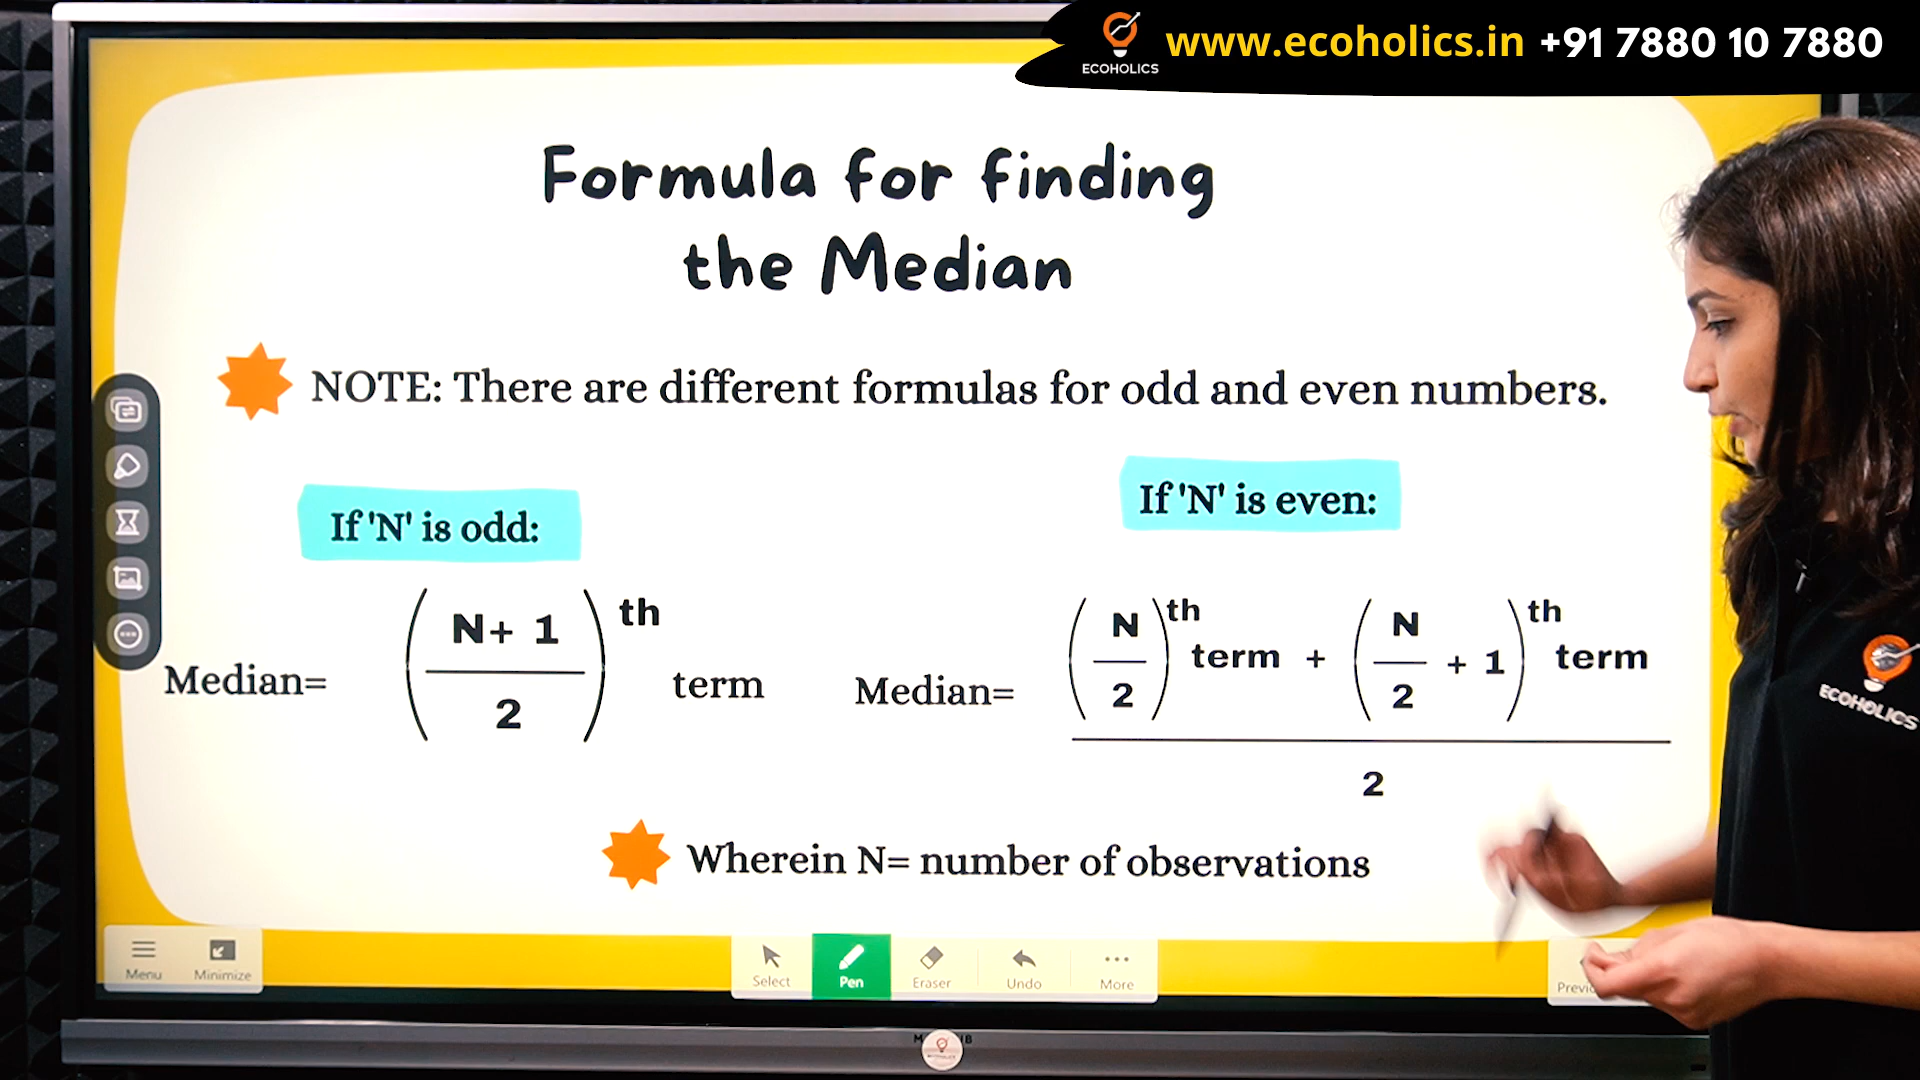 www.ecoholics.in +91 7880 10 7880
ECOHOLICS
Formula for finding
the Median
NOTE: There are different formulas for odd and even numbers.
If 'N' is odd:
If 'N' is even:
Median= (N+ 1 / 2)th term
Median= (N / 2)th term + (N / 2 + 1)th term
2
Wherein N= number of observations
ECOHOLICS
Menu
Minimize
Select
Pen
Eraser
Undo
More